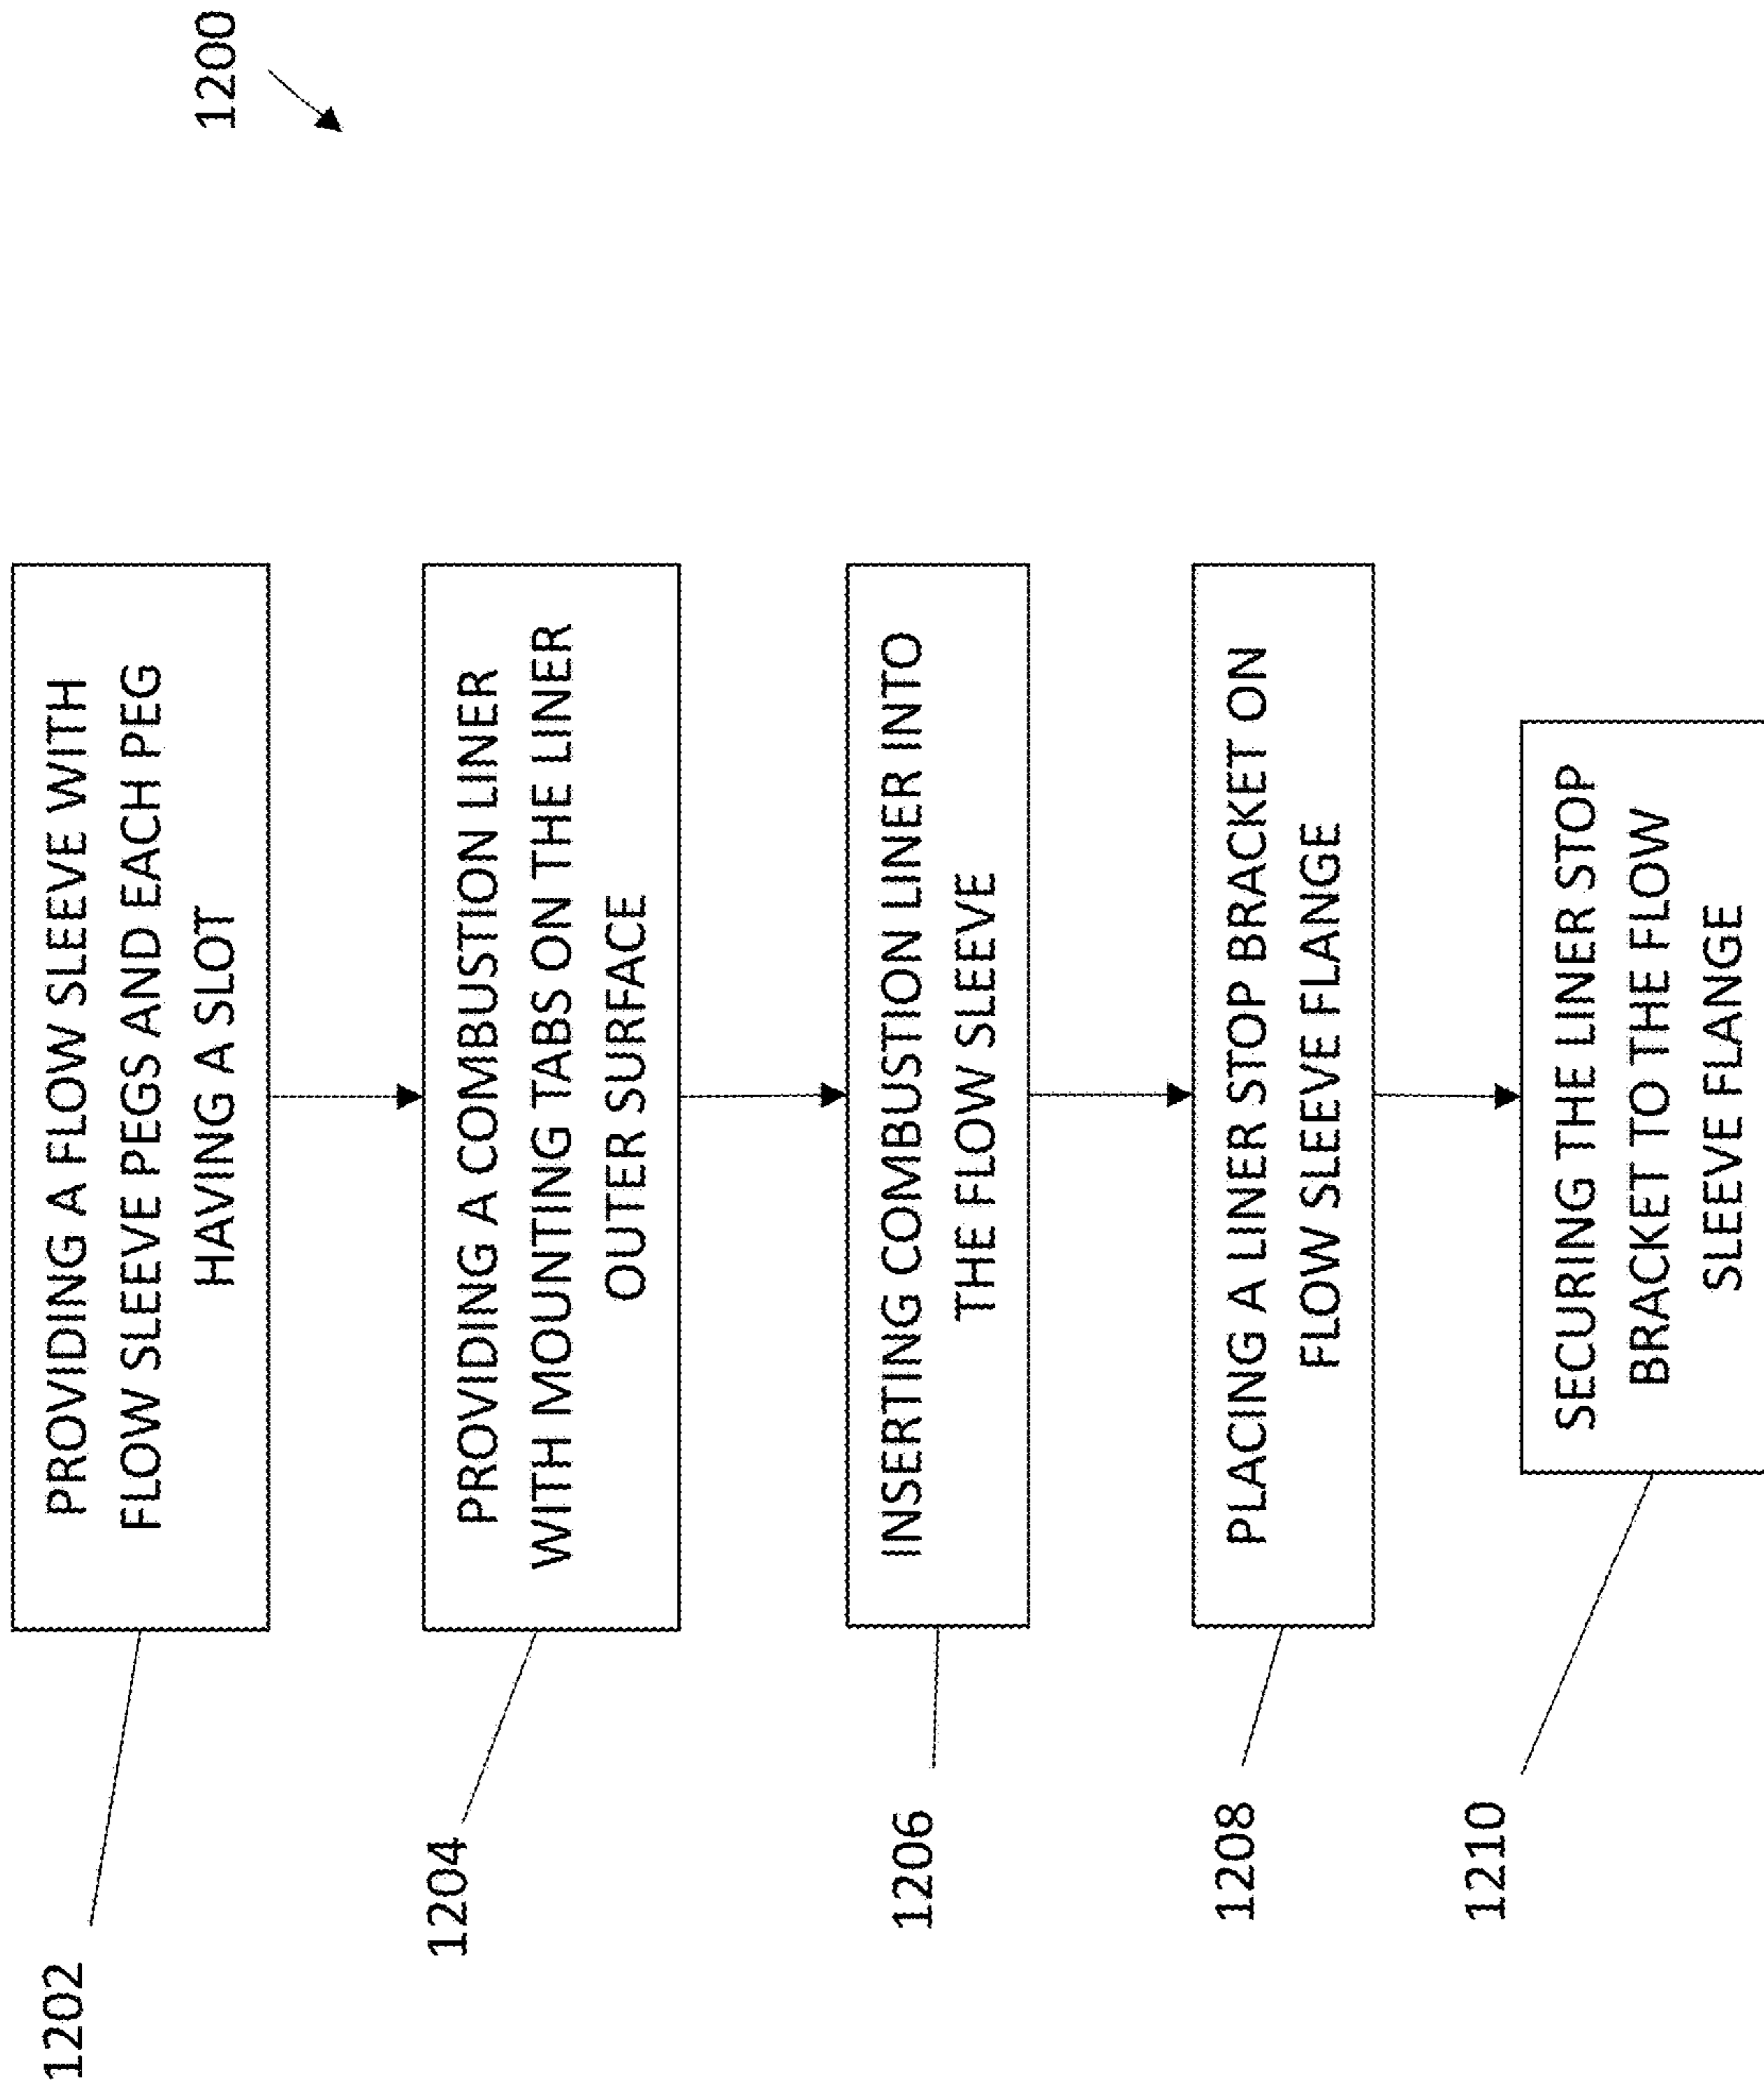 1200
1202
PROVIDING A FLOW SLEEVE WITH
FLOW SLEEVE PEGS AND EACH PEG
HAVING A SLOT
1204
PROVIDING A COMBUSTION LINER
WITH MOUNTING TABS ON THE LINER
OUTER SURFACE
1206
INSERTING COMBUSTION LINER INTO
THE FLOW SLEEVE
1208
PLACING A LINER STOP BRACKET ON
FLOW SLEEVE FLANGE
1210
SECURING THE LINER STOP
BRACKET TO THE FLOW
SLEEVE FLANGE